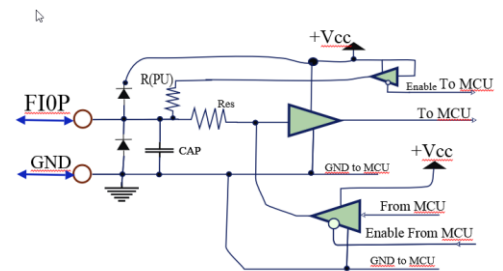 +Vcc
R(PU)
Enable To MCU
FI0P
Res
To MCU
CAP
+Vcc
GND
GND to MCU
From MCU
Enable From MCU
GND to MCU